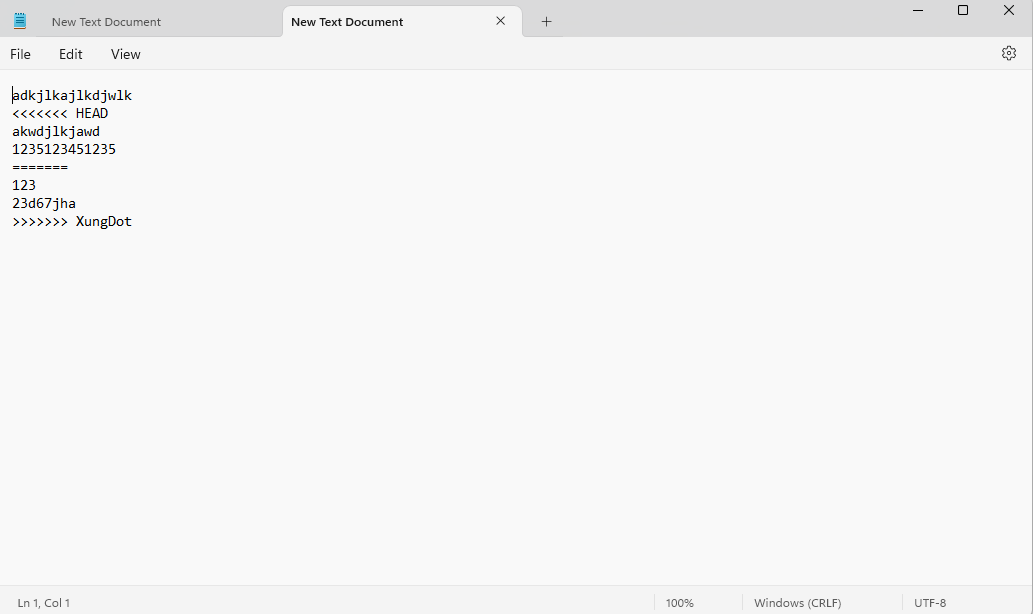 New Text Document
New Text Document
File Edit View
adkjlkajlkdjwlk
<<<<<<< HEAD
akwdjlkjawd
1235123451235
=======
123
23d67jha
>>>>>>> XungDot
Ln 1, Col 1
100%
Windows (CRLF)
UTF-8